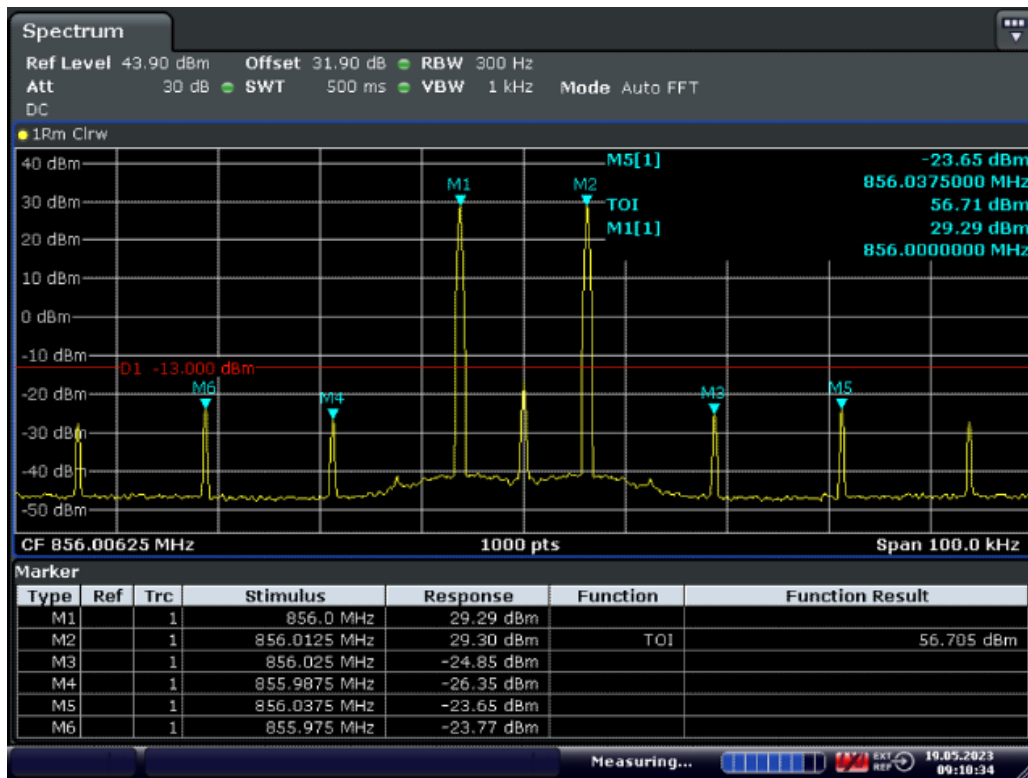 Spectrum
Ref Level 43.90 dBm Offset 31.90 dB RBW 300 Hz
Att 30 dB SWT 500 ms VBW 1 kHz Mode Auto FFT
DC
1Rm Clrw
40 dBm
M5[1] -23.65 dBm
856.0375000 MHz
M1 M2
30 dBm
TOI 56.71 dBm
M1[1] 29.29 dBm
20 dBm
856.0000000 MHz
10 dBm
0 dBm
-10 dBm
D1 -13.000 dBm
-20 dBm
M6 M4 M3 M5
-30 dBm
-40 dBm
-50 dBm
CF 856.00625 MHz 1000 pts Span 100.0 kHz
Marker
Type Ref Trc Stimulus Response Function Function Result
M1 1 856.0 MHz 29.29 dBm
M2 1 856.0125 MHz 29.30 dBm TOI 56.705 dBm
M3 1 856.025 MHz -24.85 dBm
M4 1 855.9875 MHz -26.35 dBm
M5 1 856.0375 MHz -23.65 dBm
M6 1 855.975 MHz -23.77 dBm
Measuring... EXT REF 19.05.2023
09:10:34